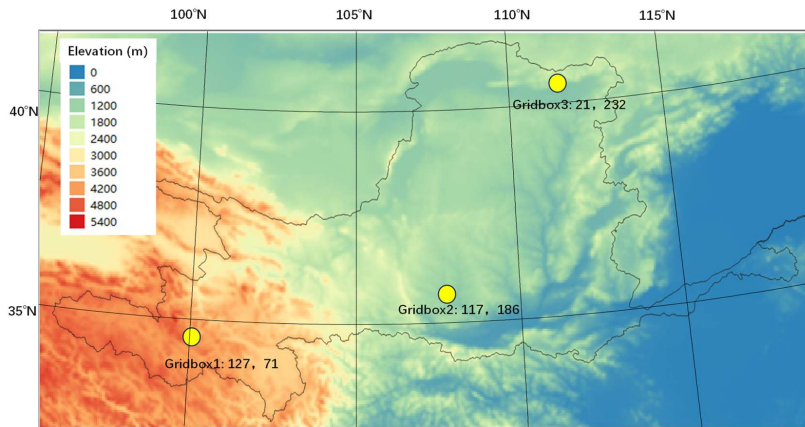 100°N
105°N
110°N
115°N
Elevation (m)
0
600
1200
1800
2400
3000
3600
4200
4800
5400
40°N
Gridbox3: 21, 232
35°N
Gridbox2: 117, 186
Gridbox1: 127, 71